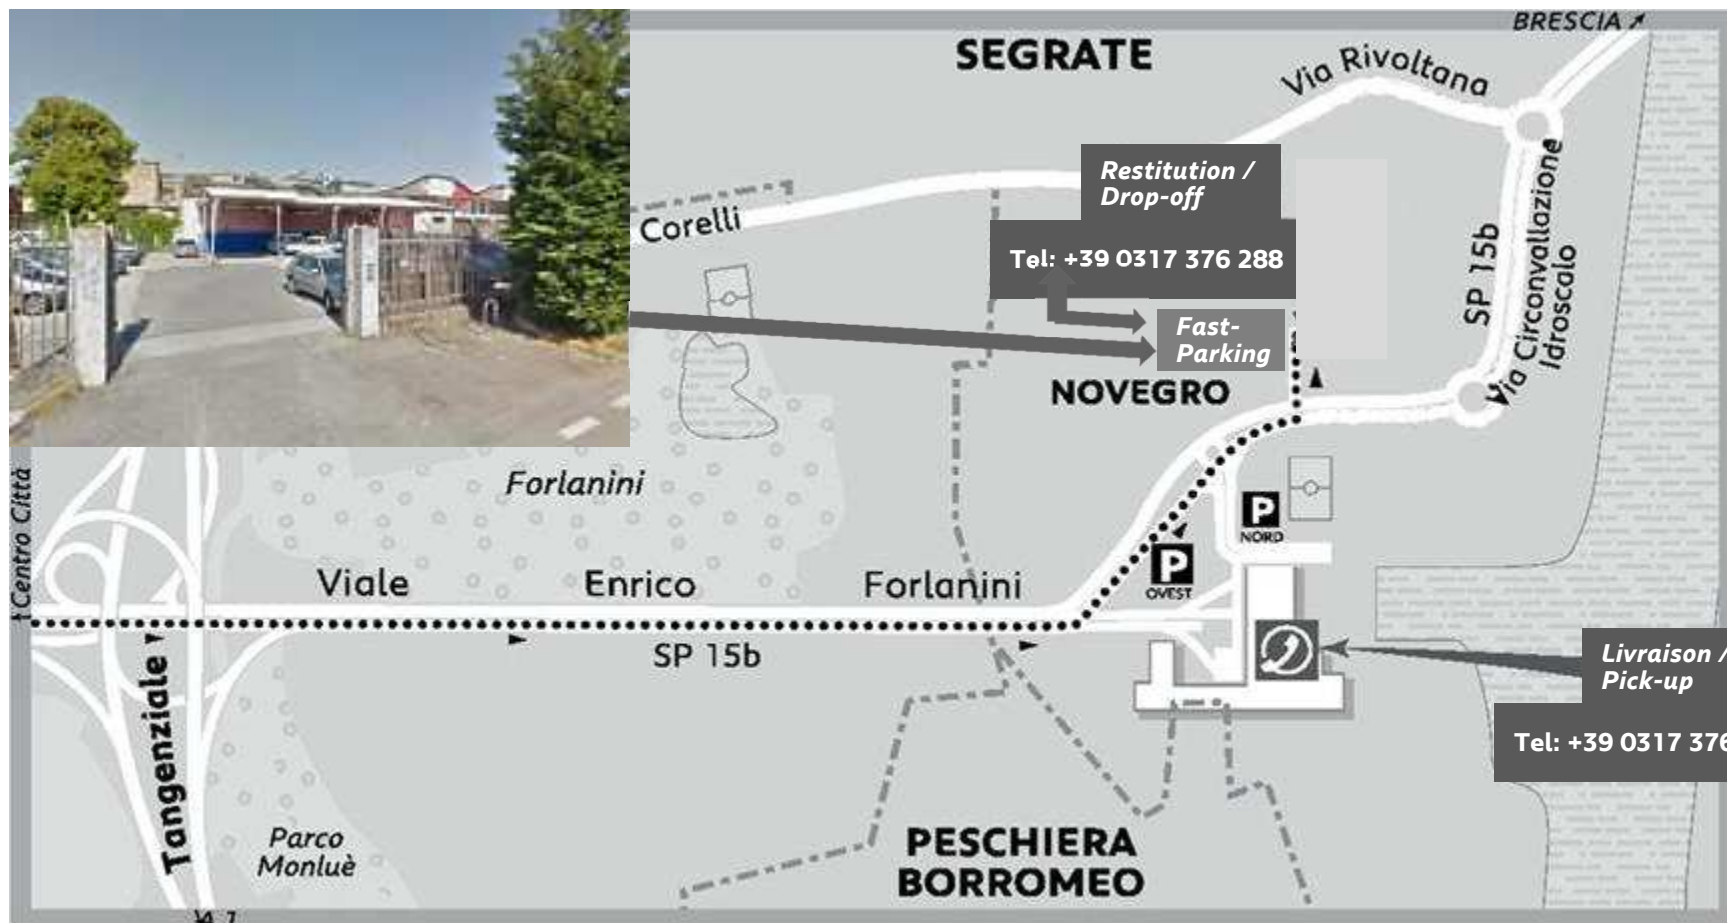 BRESCIA
SEGRATE
Via Rivoltana
Restitution /
Drop-off
Corelli
Tel: +39 0317 376 288
SP 15b
Via Circonvallazione
Idroscalo
Fast-
Parking
NOVEGRO
Centro Città
Forlanini
P
NORD
P
OVEST
Viale Enrico Forlanini
SP 15b
Tangenziale
Livraison /
Pick-up
Tel: +39 0317 376
Parco
Monluè
PESCHIERA
BORROMEO